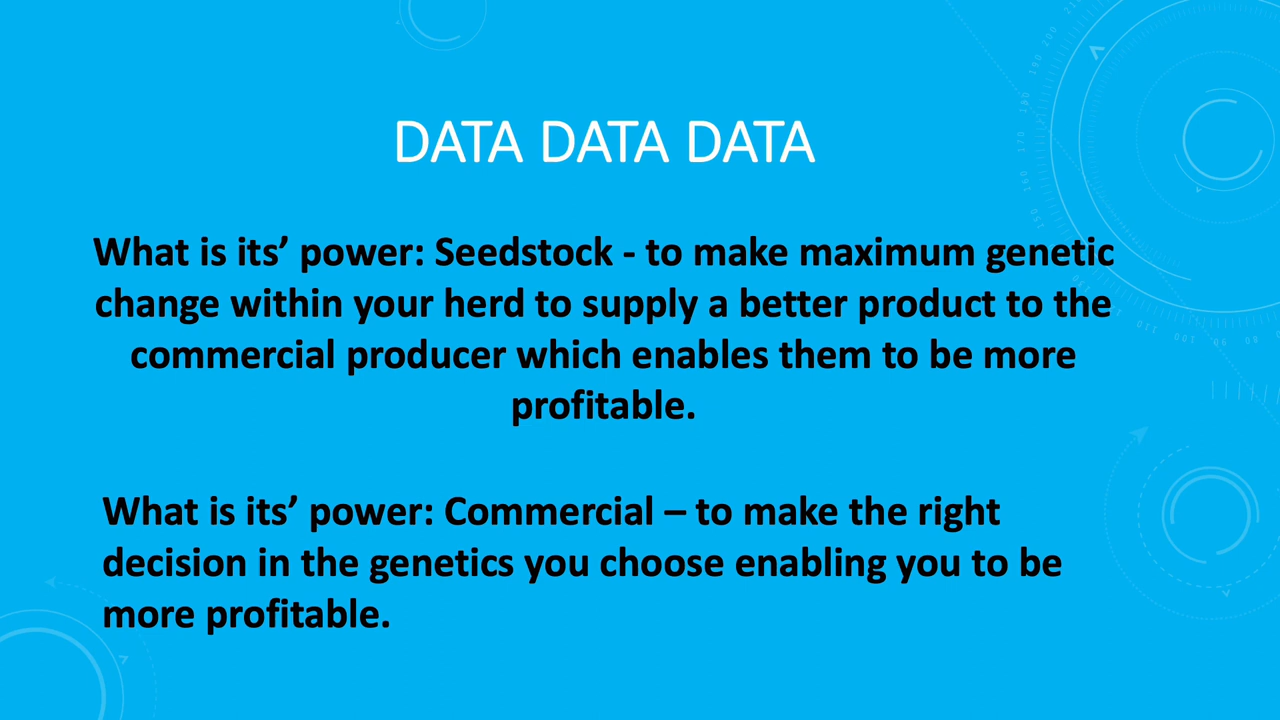 DATA DATA DATA
What is its’ power: Seedstock - to make maximum genetic
change within your herd to supply a better product to the
commercial producer which enables them to be more
profitable.
What is its’ power: Commercial – to make the right
decision in the genetics you choose enabling you to be
more profitable.